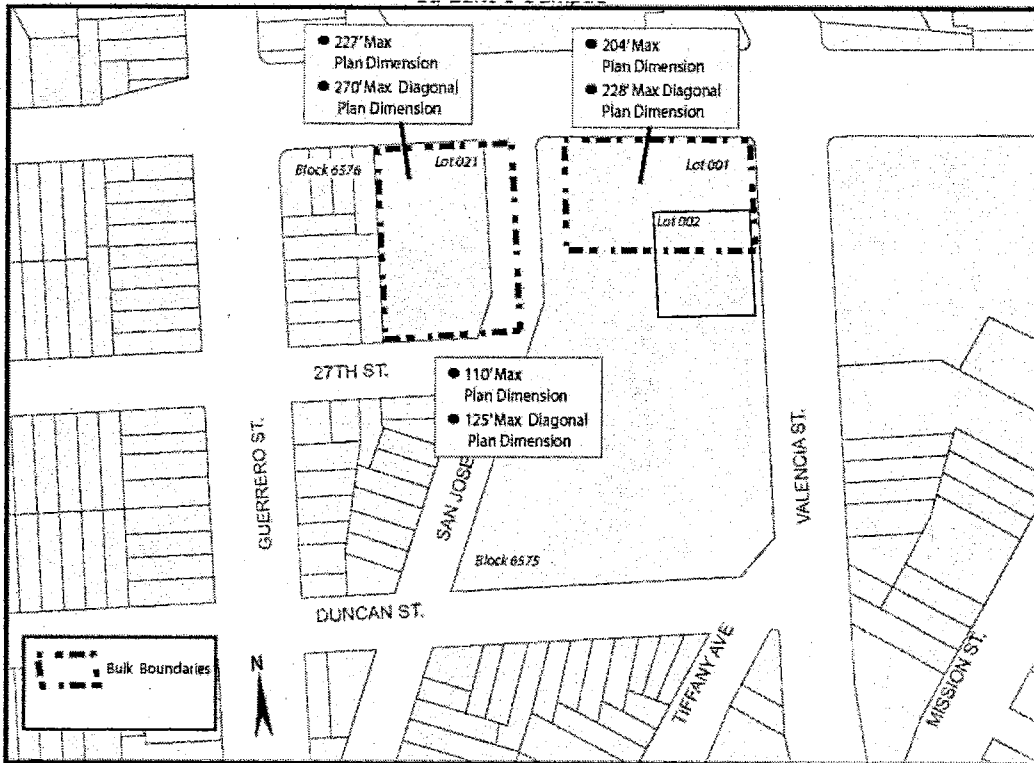 ● 227' Max
Plan Dimension
● 270' Max Diagonal
Plan Dimension
● 204' Max
Plan Dimension
● 228' Max Diagonal
Plan Dimension
Block 6576
Lot 021
Lot 001
Lot 002
27TH ST.
● 110' Max
Plan Dimension
● 125' Max Diagonal
Plan Dimension
GUERRERO ST.
SAN JOSE
VALENCIA ST.
Block 6575
DUNCAN ST.
TIFFANY AVE
MISSION ST.
Bulk Boundaries
N